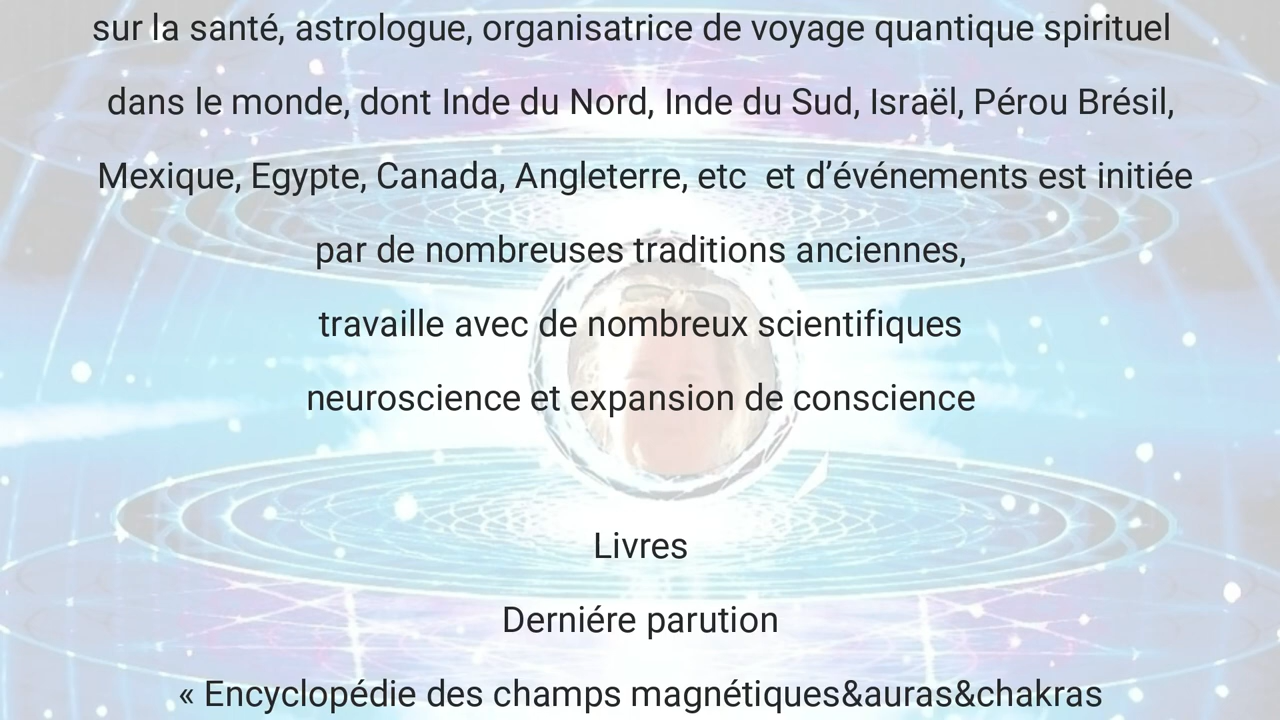 sur la santé, astrologue, organisatrice de voyage quantique spirituel
dans le monde, dont Inde du Nord, Inde du Sud, Israël, Pérou Brésil,
Mexique, Egypte, Canada, Angleterre, etc  et d’événements est initiée
par de nombreuses traditions anciennes,
travaille avec de nombreux scientifiques
neuroscience et expansion de conscience
Livres
Derniére parution
« Encyclopédie des champs magnétiques&auras&chakras